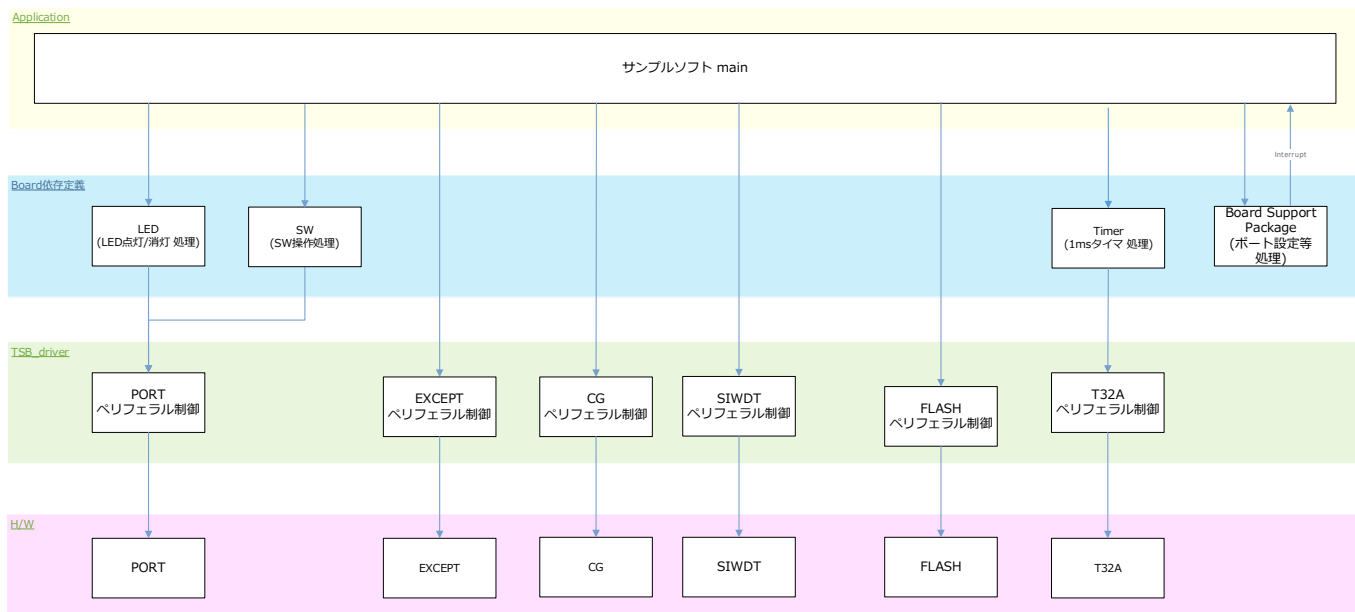 Application
サンプルソフト main
Interrupt
Board依存定義
LED
(LED点灯/消灯 処理)
SW
(SW操作処理)
Timer
(1msタイマ 処理)
Board Support
Package
(ポート設定等
処理)
TSB_driver
PORT
ペリフェラル制御
EXCEPT
ペリフェラル制御
CG
ペリフェラル制御
SIWDT
ペリフェラル制御
FLASH
ペリフェラル制御
T32A
ペリフェラル制御
H/W
PORT
EXCEPT
CG
SIWDT
FLASH
T32A